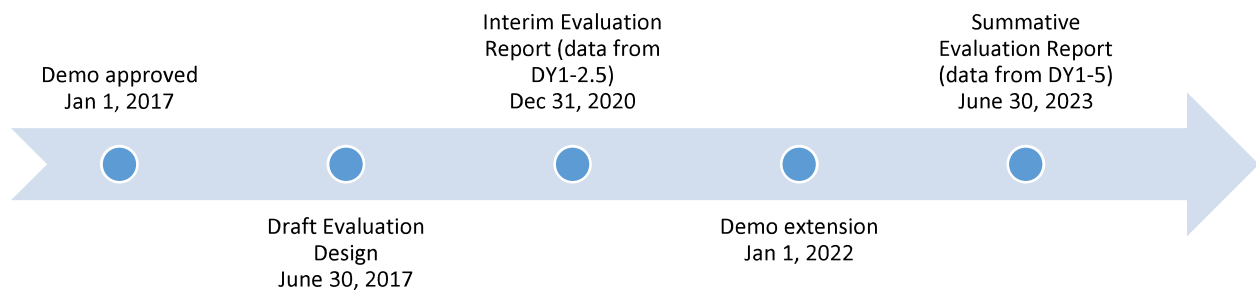 Demo approved
Jan 1, 2017
Draft Evaluation
Design
June 30, 2017
Interim Evaluation
Report (data from
DY1-2.5)
Dec 31, 2020
Demo extension
Jan 1, 2022
Summative
Evaluation Report
(data from DY1-5)
June 30, 2023